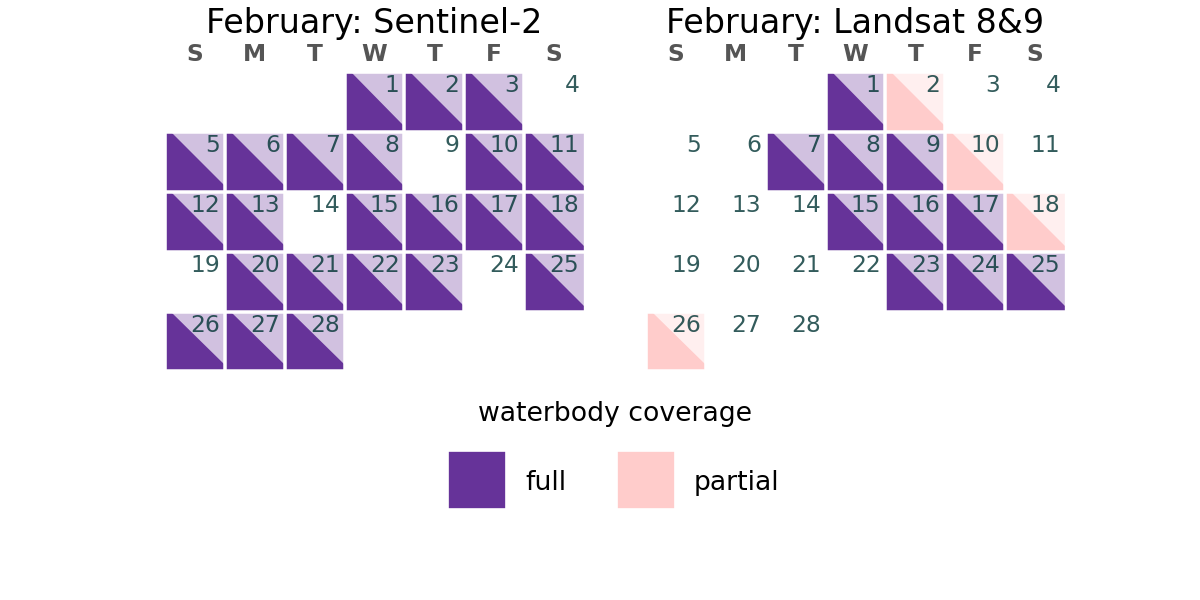 February: Sentinel-2
S M T W T F S
1 2 3 4
5 6 7 8 9 10 11
12 13 14 15 16 17 18
19 20 21 22 23 24 25
26 27 28
February: Landsat 8&9
S M T W T F S
1 2 3 4
5 6 7 8 9 10 11
12 13 14 15 16 17 18
19 20 21 22 23 24 25
26 27 28
waterbody coverage
full partial